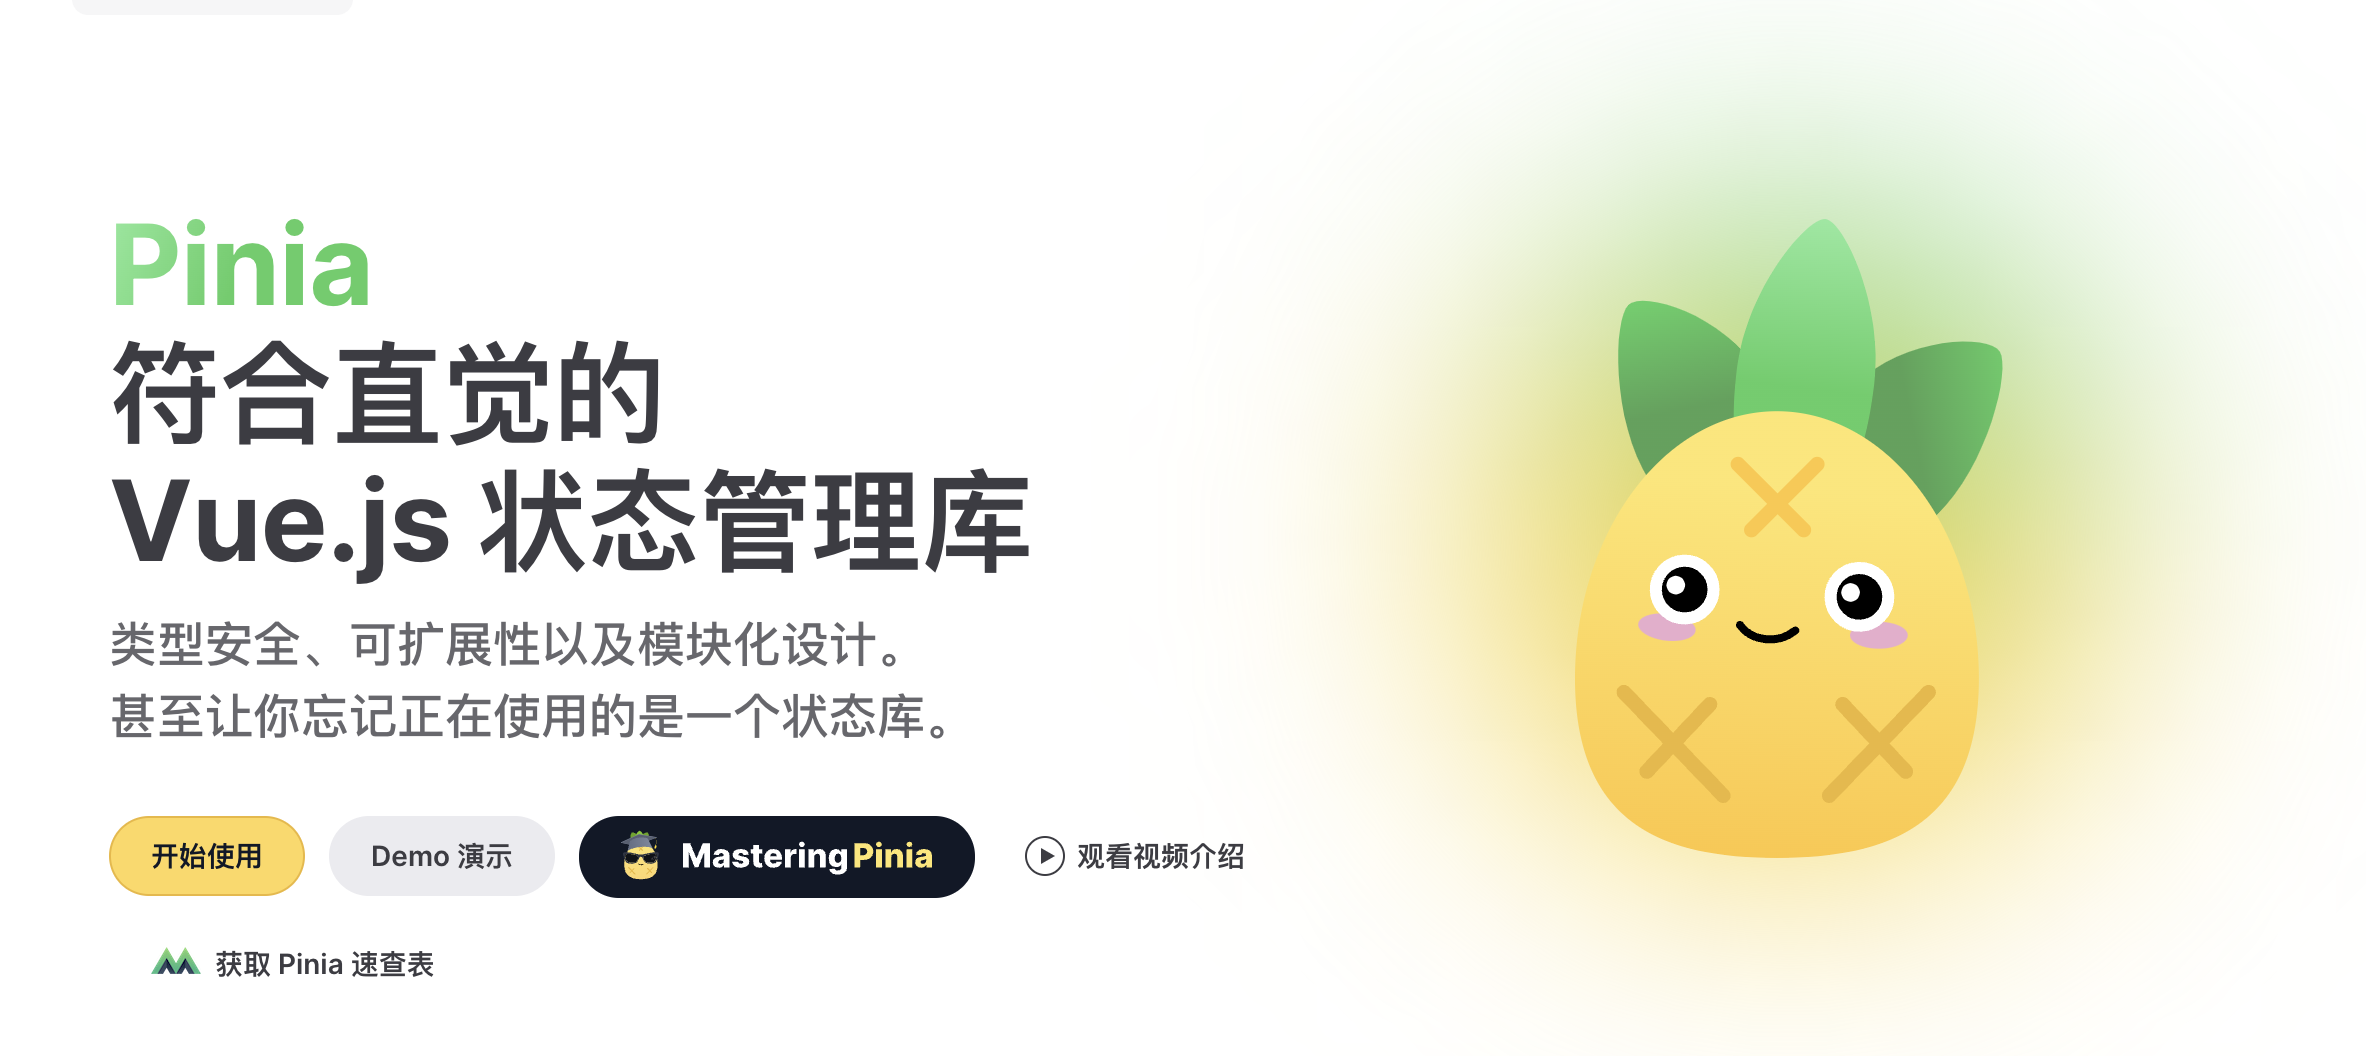 Pinia
符合直觉的
Vue.js 状态管理库
类型安全、可扩展性以及模块化设计。
甚至让你忘记正在使用的是一个状态库。
开始使用
Demo 演示
Mastering Pinia
观看视频介绍
获取 Pinia 速查表